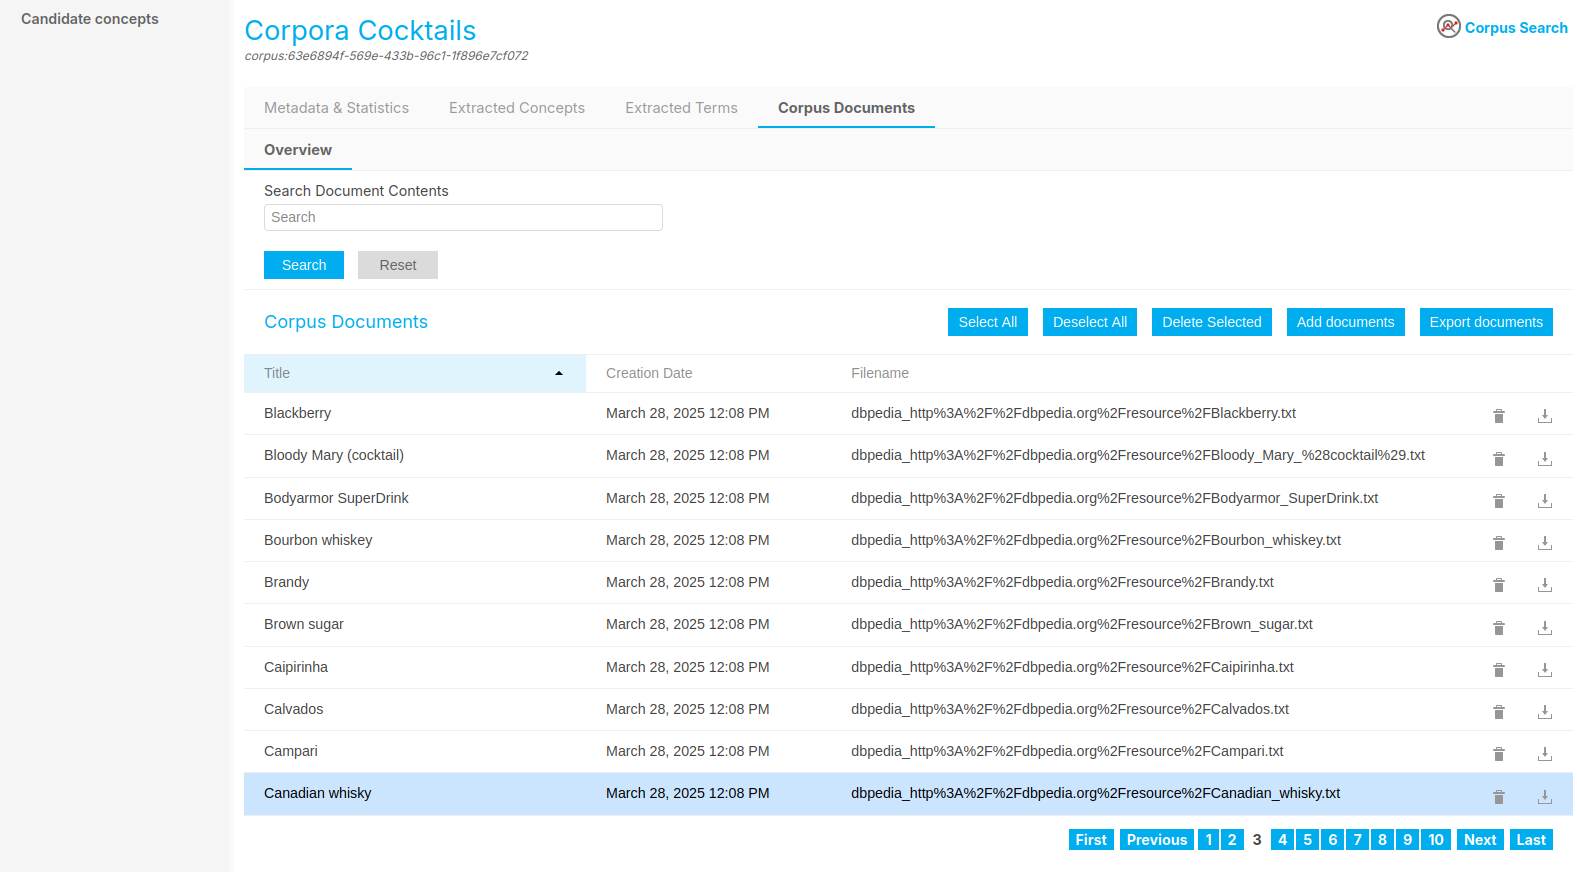 Candidate concepts
Corpora Cocktails
corpus:63e6894f-569e-433b-96c1-1f896e7cf072
Corpus Search
Metadata & Statistics Extracted Concepts Extracted Terms Corpus Documents
Overview
Search Document Contents
Search
Search Reset
Corpus Documents Select All Deselect All Delete Selected Add documents Export documents
Title Creation Date Filename
Blackberry March 28, 2025 12:08 PM dbpedia_http%3A%2F%2Fdbpedia.org%2Fresource%2FBlackberry.txt
Bloody Mary (cocktail) March 28, 2025 12:08 PM dbpedia_http%3A%2F%2Fdbpedia.org%2Fresource%2FBloody_Mary_%28cocktail%29.txt
Bodyarmor SuperDrink March 28, 2025 12:08 PM dbpedia_http%3A%2F%2Fdbpedia.org%2Fresource%2FBodyarmor_SuperDrink.txt
Bourbon whiskey March 28, 2025 12:08 PM dbpedia_http%3A%2F%2Fdbpedia.org%2Fresource%2FBourbon_whiskey.txt
Brandy March 28, 2025 12:08 PM dbpedia_http%3A%2F%2Fdbpedia.org%2Fresource%2FBrandy.txt
Brown sugar March 28, 2025 12:08 PM dbpedia_http%3A%2F%2Fdbpedia.org%2Fresource%2FBrown_sugar.txt
Caipirinha March 28, 2025 12:08 PM dbpedia_http%3A%2F%2Fdbpedia.org%2Fresource%2FCaipirinha.txt
Calvados March 28, 2025 12:08 PM dbpedia_http%3A%2F%2Fdbpedia.org%2Fresource%2FCalvados.txt
Campari March 28, 2025 12:08 PM dbpedia_http%3A%2F%2Fdbpedia.org%2Fresource%2FCampari.txt
Canadian whisky March 28, 2025 12:08 PM dbpedia_http%3A%2F%2Fdbpedia.org%2Fresource%2FCanadian_whisky.txt
First Previous 1 2 3 4 5 6 7 8 9 10 Next Last